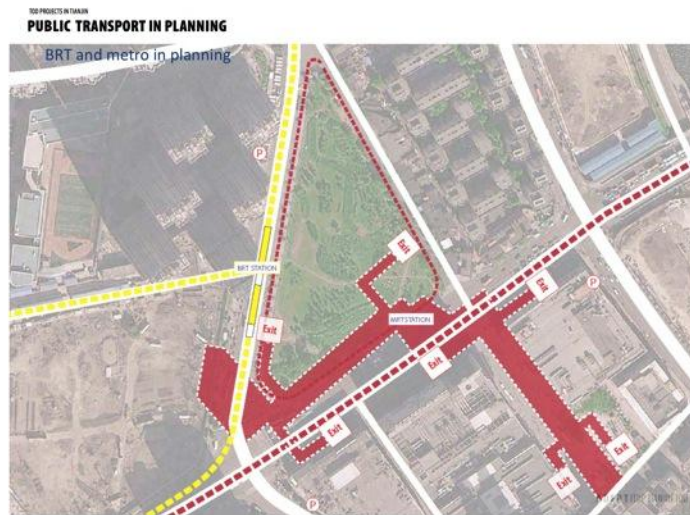 TOD PROJECTS IN TIANJIN
PUBLIC TRANSPORT IN PLANNING
BRT and metro in planning
P
BRT STATION
Exit
Exit
P
Exit
MRT STATION
Exit
Exit
Exit
Exit
P